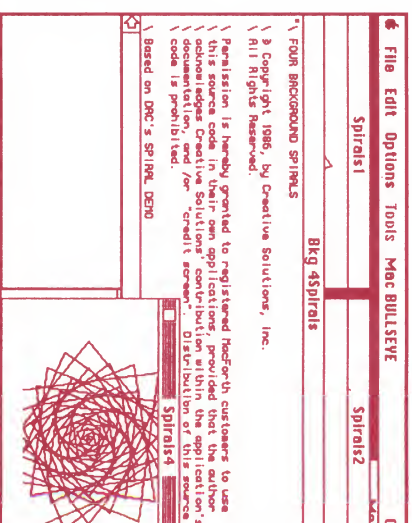 File Edit Options Tools Mac BULLSEYE
Spirals1
Spirals2
Bkg 4Spirals
"\ FOUR BACKGROUND SPIRALS
\ Copyright 1986, by Creative Solutions, Inc.
\ All Rights Reserved.
\ Permission is hereby granted to registered MacForth customers to use
\ this source code in their own applications, provided that the author
\ acknowledges Creative Solutions' contribution within the application's
\ documentation, and /or "credit screen". Distribution of this source
\ code is prohibited.
\ Based on DAC's SPIRAL DEMO
Spirals4